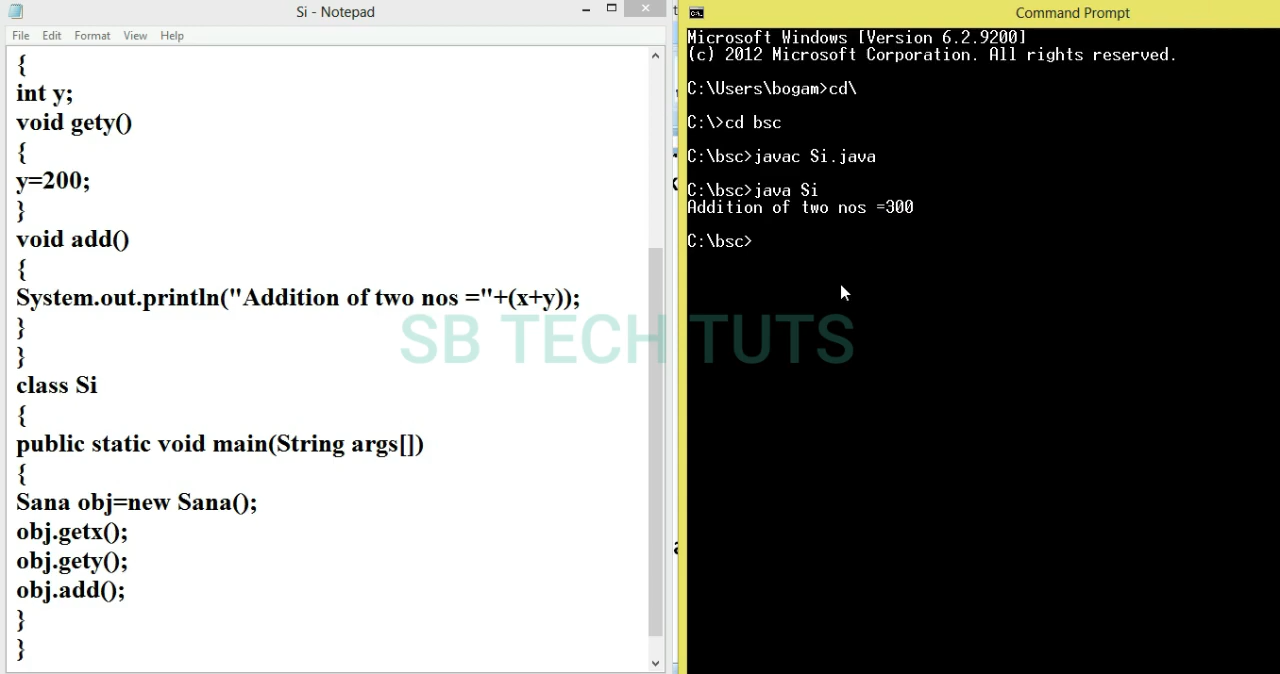 Si - Notepad
File Edit Format View Help
{
int y;
void gety()
{
y=200;
}
void add()
{
System.out.println("Addition of two nos ="+(x+y));
}
}
class Si
{
public static void main(String args[])
{
Sana obj=new Sana();
obj.getx();
obj.gety();
obj.add();
}
}
Command Prompt
Microsoft Windows [Version 6.2.9200]
(c) 2012 Microsoft Corporation. All rights reserved.
C:\Users\bogam>cd\
C:\>cd bsc
C:\bsc>javac Si.java
C:\bsc>java Si
Addition of two nos =300
C:\bsc>
SB TECH TUTS